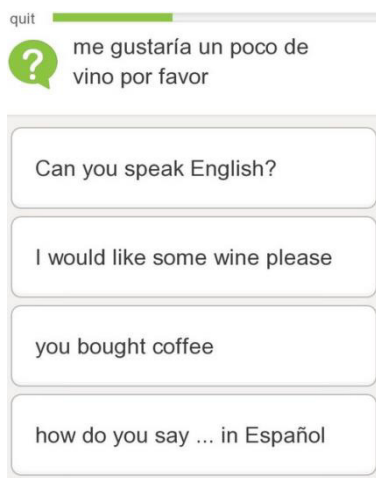 quit
me gustaría un poco de
vino por favor
Can you speak English?
I would like some wine please
you bought coffee
how do you say ... in Español